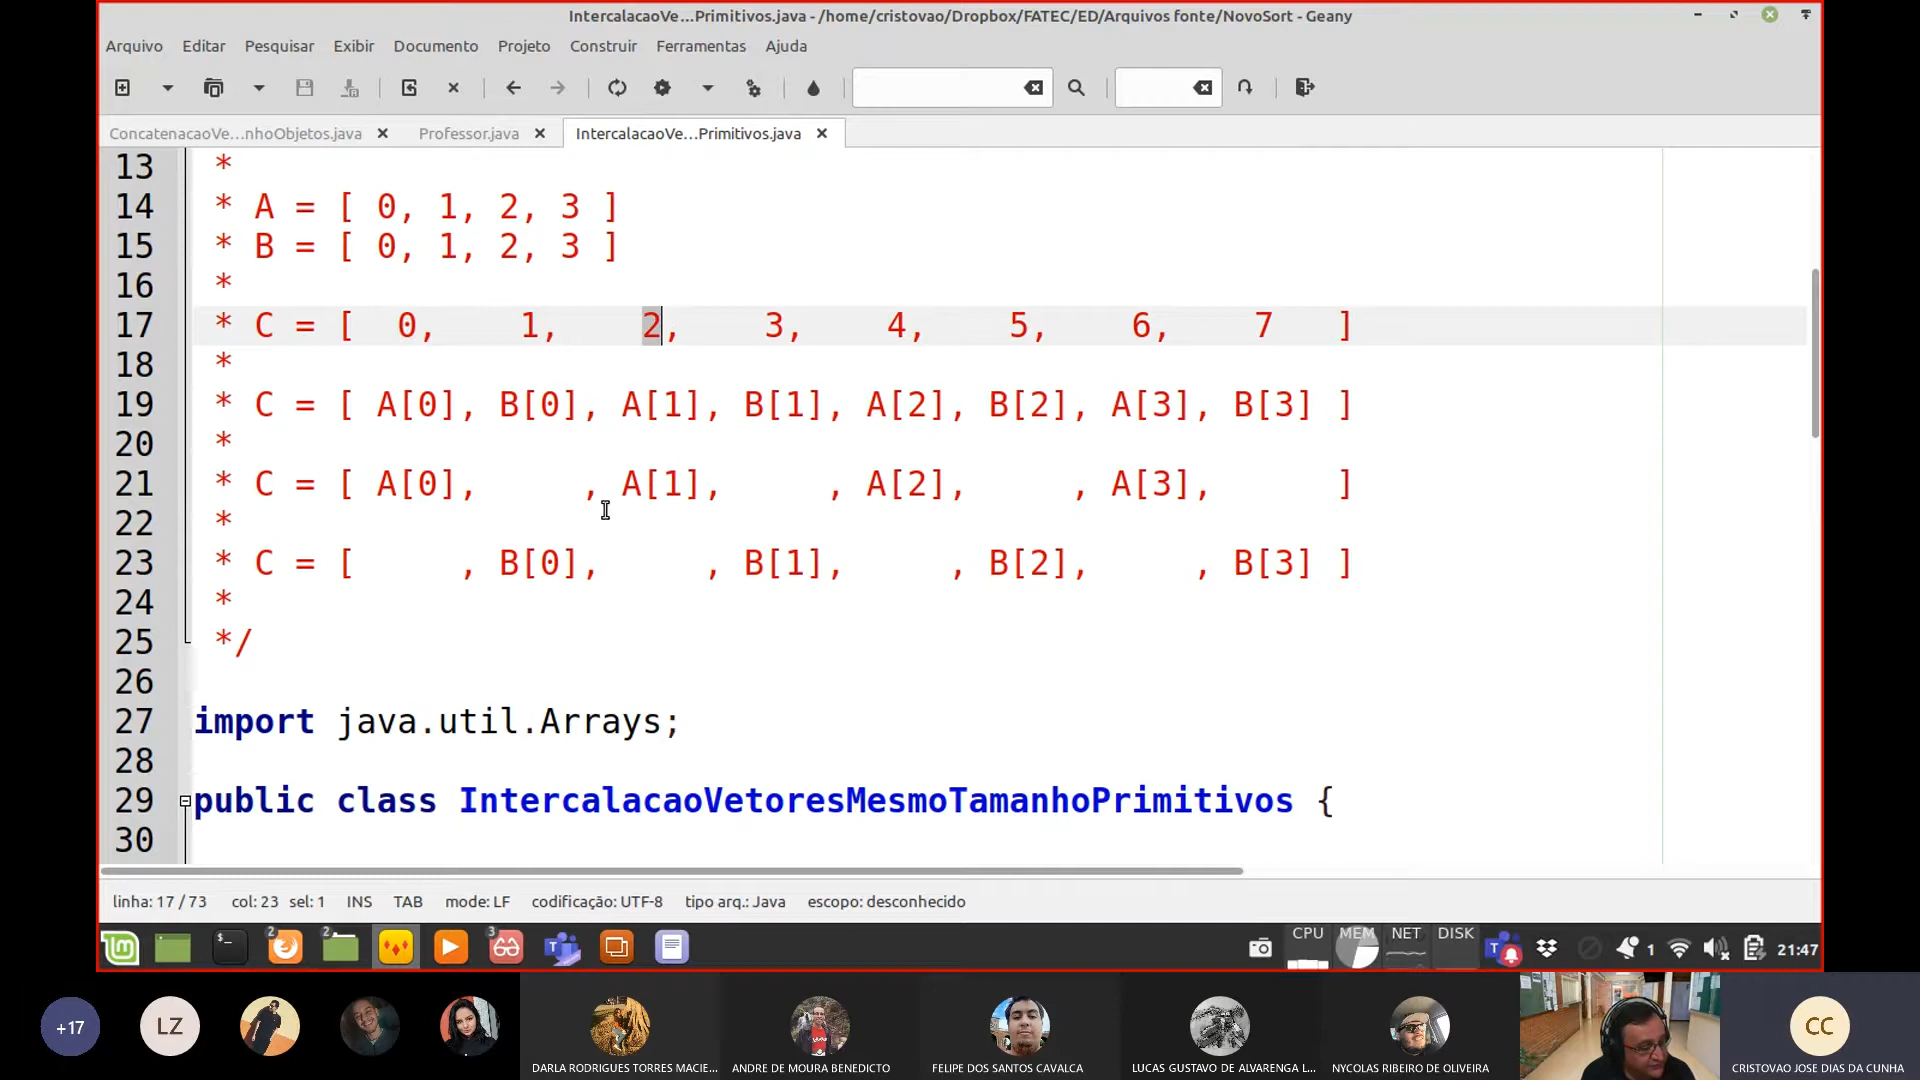 IntercalacaoVe...Primitivos.java - /home/cristovao/Dropbox/FATEC/ED/Arquivos fonte/NovoSort - Geany
Arquivo Editar Pesquisar Exibir Documento Projeto Construir Ferramentas Ajuda
ConcatenacaoVe...nhoObjetos.java Professor.java IntercalacaoVe...Primitivos.java
13 *
14 * A = [ 0, 1, 2, 3 ]
15 * B = [ 0, 1, 2, 3 ]
16 *
17 * C = [ 0, 1, 2, 3, 4, 5, 6, 7 ]
18 *
19 * C = [ A[0], B[0], A[1], B[1], A[2], B[2], A[3], B[3] ]
20 *
21 * C = [ A[0], , A[1], , A[2], , A[3], ]
22 *
23 * C = [ , B[0], , B[1], , B[2], , B[3] ]
24 *
25 */
26
27 import java.util.Arrays;
28
29 public class IntercalacaoVetoresMesmoTamanhoPrimitivos {
30
linha: 17 / 73 col: 23 sel: 1 INS TAB mode: LF codificação: UTF-8 tipo arq.: Java escopo: desconhecido
2 2 3 CPU MEM NET DISK 1 21:47
+17 LZ CC
DARLA RODRIGUES TORRES MACIE... ANDRE DE MOURA BENEDICTO FELIPE DOS SANTOS CAVALCA LUCAS GUSTAVO DE ALVARENGA L... NYCOLAS RIBEIRO DE OLIVEIRA CRISTOVAO JOSE DIAS DA CUNHA